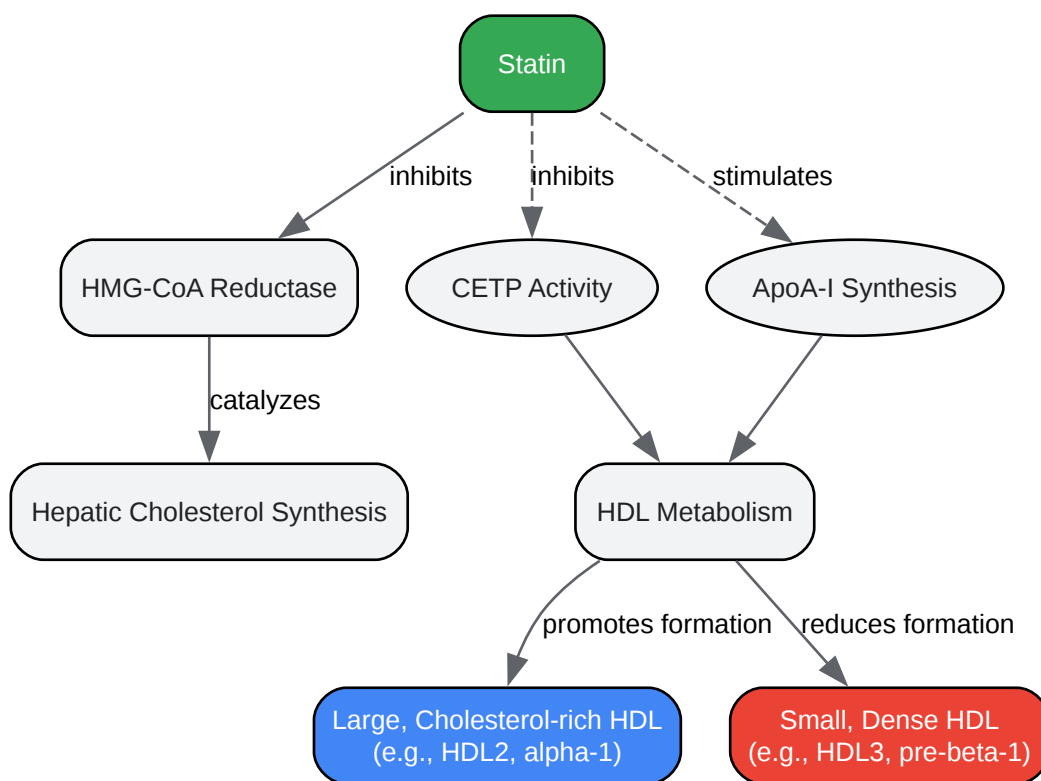 Statin
inhibits
inhibits
stimulates
HMG-CoA Reductase
CETP Activity
ApoA-I Synthesis
catalyzes
Hepatic Cholesterol Synthesis
HDL Metabolism
promotes formation
reduces formation
Large, Cholesterol-rich HDL
(e.g., HDL2, alpha-1)
Small, Dense HDL
(e.g., HDL3, pre-beta-1)